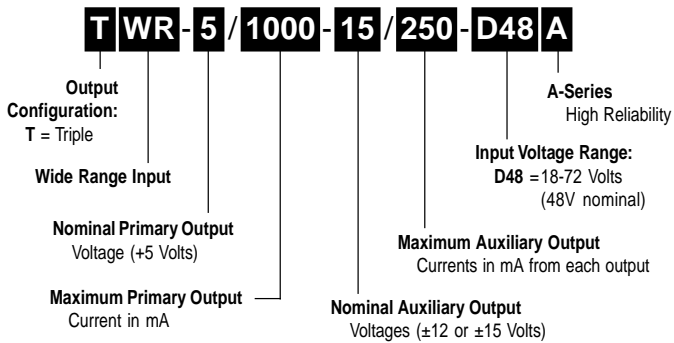 TWR-5/1000-15/250-D48A
Output
Configuration:
T = Triple
Wide Range Input
Nominal Primary Output
Voltage (+5 Volts)
Maximum Primary Output
Current in mA
A-Series
High Reliability
Input Voltage Range:
D48 =18-72 Volts
(48V nominal)
Maximum Auxiliary Output
Currents in mA from each output
Nominal Auxiliary Output
Voltages (±12 or ±15 Volts)